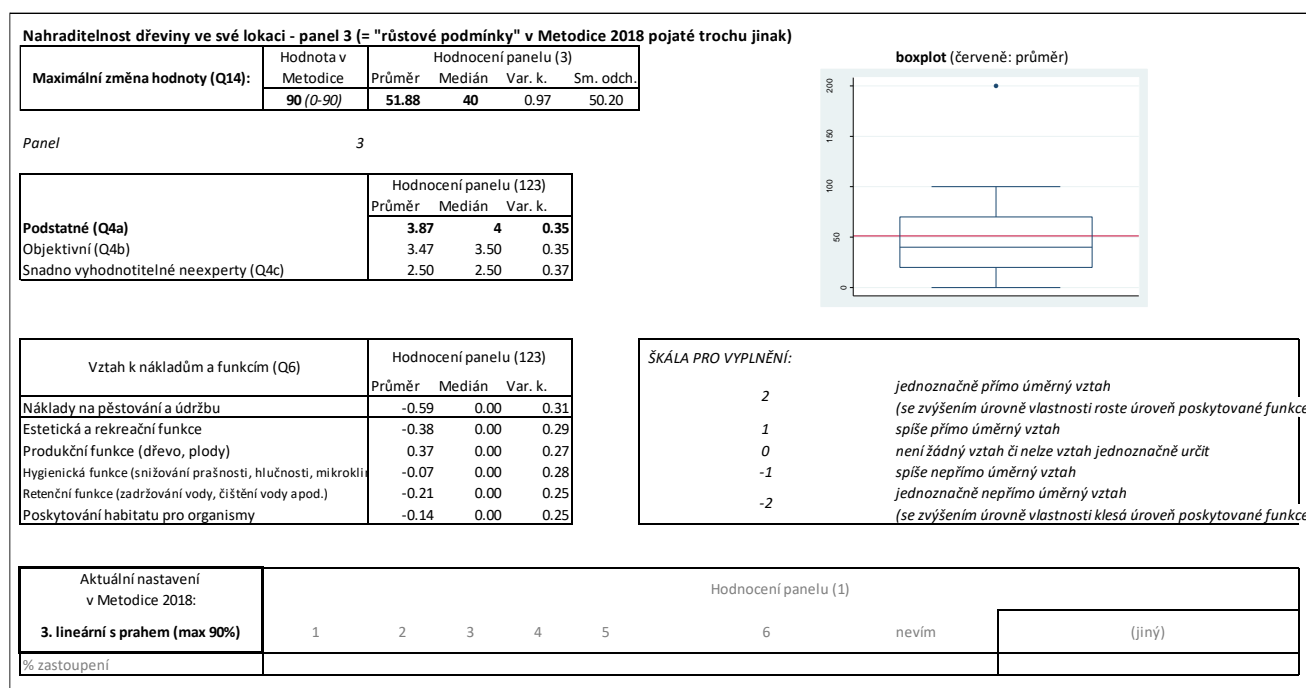 Nahraditelnost dřeviny ve své lokaci - panel 3 (= "růstové podmínky" v Metodice 2018 pojaté trochu jinak)
Maximální změna hodnoty (Q14): Hodnota v Metodice Hodnocení panelu (3)
Průměr Medián Var. k. Sm. odch.
90 (0-90) 51.88 40 0.97 50.20
boxplot (červeně: průměr)
200
150
100
50
0
Panel 3
Hodnocení panelu (123)
Průměr Medián Var. k.
Podstatné (Q4a) 3.87 4 0.35
Objektivní (Q4b) 3.47 3.50 0.35
Snadno vyhodnotitelné neexperty (Q4c) 2.50 2.50 0.37
Vztah k nákladům a funkcím (Q6) Hodnocení panelu (123)
Průměr Medián Var. k.
Náklady na pěstování a údržbu -0.59 0.00 0.31
Estetická a rekreační funkce -0.38 0.00 0.29
Produkční funkce (dřevo, plody) 0.37 0.00 0.27
Hygienická funkce (snižování prašnosti, hlučnosti, mikrokli -0.07 0.00 0.28
Retenční funkce (zadržování vody, čištění vody apod.) -0.21 0.00 0.25
Poskytování habitatu pro organismy -0.14 0.00 0.25
ŠKÁLA PRO VYPLNĚNÍ:
2 jednoznačně přímo úměrný vztah
(se zvýšením úrovně vlastnosti roste úroveň poskytované funkce
1 spíše přímo úměrný vztah
0 není žádný vztah či nelze vztah jednoznačně určit
-1 spíše nepřímo úměrný vztah
-2 jednoznačně nepřímo úměrný vztah
(se zvýšením úrovně vlastnosti klesá úroveň poskytované funkce
Aktuální nastavení
v Metodice 2018:
Hodnocení panelu (1)
3. lineární s prahem (max 90%) 1 2 3 4 5 6 nevím (jiný)
% zastoupení